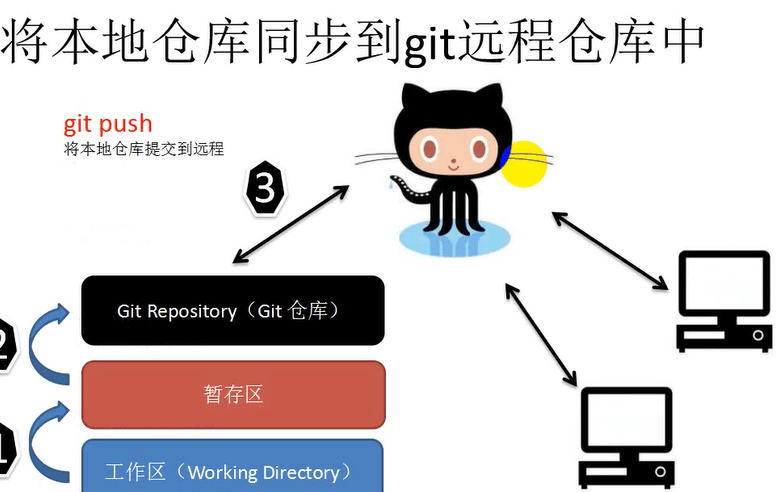 将本地仓库同步到git远程仓库中
git push
将本地仓库提交到远程
3
Git Repository（Git 仓库）
2
暂存区
1
工作区（Working Directory）